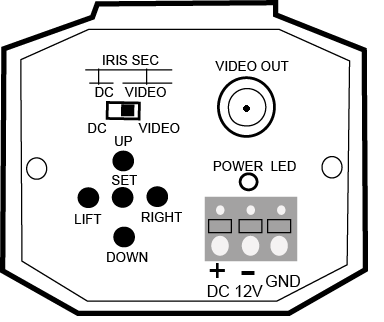 IRIS SEC
DC VIDEO
DC VIDEO
UP
SET
LIFT RIGHT
DOWN
VIDEO OUT
POWER LED
+ − GND
DC 12V